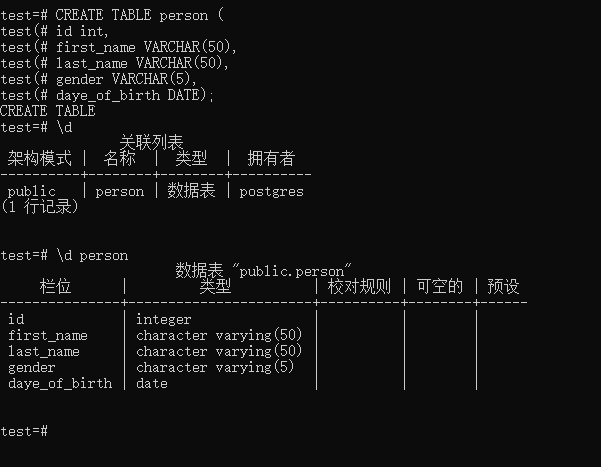 test=# CREATE TABLE person (
test(# id int,
test(# first_name VARCHAR(50),
test(# last_name VARCHAR(50),
test(# gender VARCHAR(5),
test(# daye_of_birth DATE);
CREATE TABLE
test=# \d
关联列表
架构模式 | 名称 | 类型 | 拥有者
----------+--------+--------+----------
public | person | 数据表 | postgres
(1 行记录)
test=# \d person
数据表 "public.person"
栏位 | 类型 | 校对规则 | 可空的 | 预设
---------------+-----------------------+----------+--------+------
id | integer | | |
first_name | character varying(50) | | |
last_name | character varying(50) | | |
gender | character varying(5) | | |
daye_of_birth | date | | |
test=#